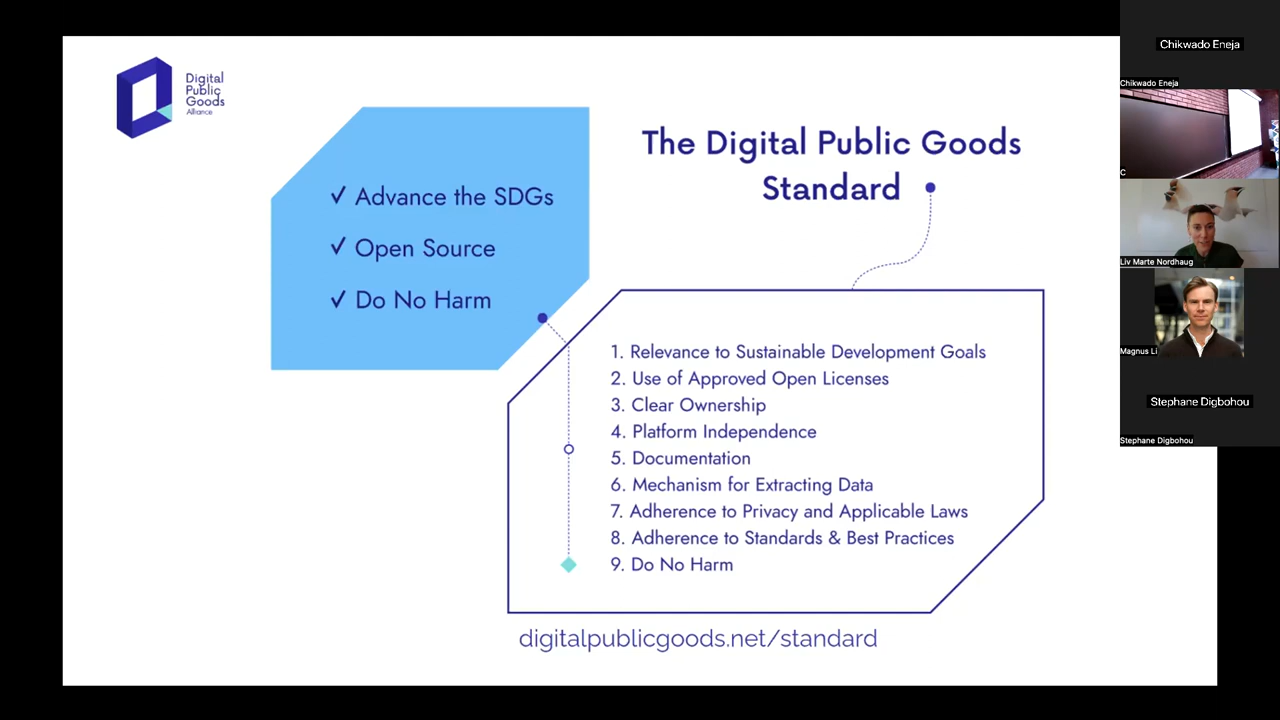 Digital
Public
Goods
Alliance
✓ Advance the SDGs
✓ Open Source
✓ Do No Harm
The Digital Public Goods
Standard
1. Relevance to Sustainable Development Goals
2. Use of Approved Open Licenses
3. Clear Ownership
4. Platform Independence
5. Documentation
6. Mechanism for Extracting Data
7. Adherence to Privacy and Applicable Laws
8. Adherence to Standards & Best Practices
9. Do No Harm
digitalpublicgoods.net/standard
Chikwado Eneja
Chikwado Eneja
C
Liv Marte Nordhaug
Magnus Li
Stephane Digbohou
Stephane Digbohou